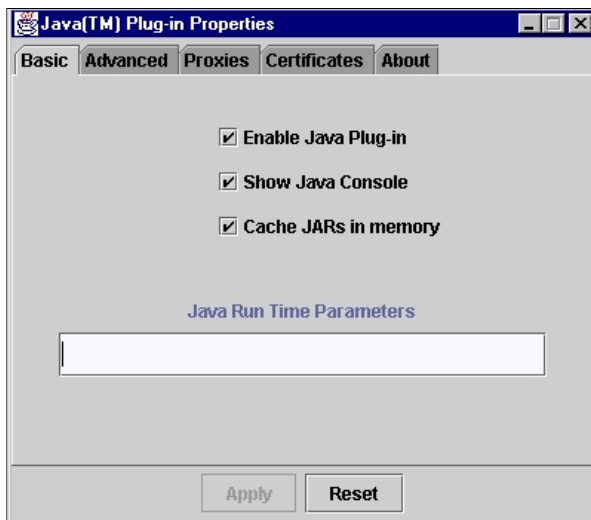 Java(TM) Plug-in Properties
Basic Advanced Proxies Certificates About
Enable Java Plug-in
Show Java Console
Cache JARs in memory
Java Run Time Parameters
Apply Reset